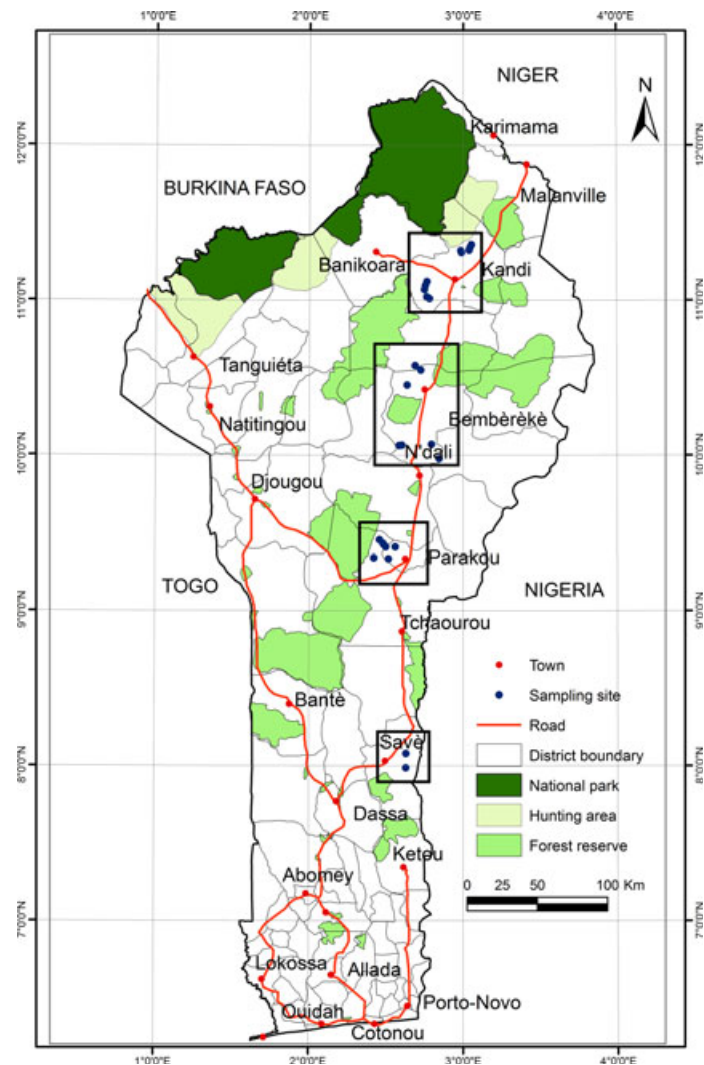 1°0'0"E 2°0'0"E 3°0'0"E 4°0'0"E
NIGER
N
12°0'0"N
Karimama
12°0'0"N
BURKINA FASO
Malanville
Banikoara
Kandi
11°0'0"N
11°0'0"N
Tanguiéta
Natitingou
Bembèrèkè
10°0'0"N
N'dali
10°0'0"N
Djougou
Parakou
TOGO
NIGERIA
9°0'0"N
9°0'0"N
Tchaourou
Town
Bantè
Sampling site
Road
Savè
District boundary
8°0'0"N
8°0'0"N
National park
Dassa
Hunting area
Ketou
Forest reserve
Abomey
0 25 50 100 Km
7°0'0"N
7°0'0"N
Lokossa
Allada
Ouidah
Porto-Novo
Cotonou
1°0'0"E 2°0'0"E 3°0'0"E 4°0'0"E